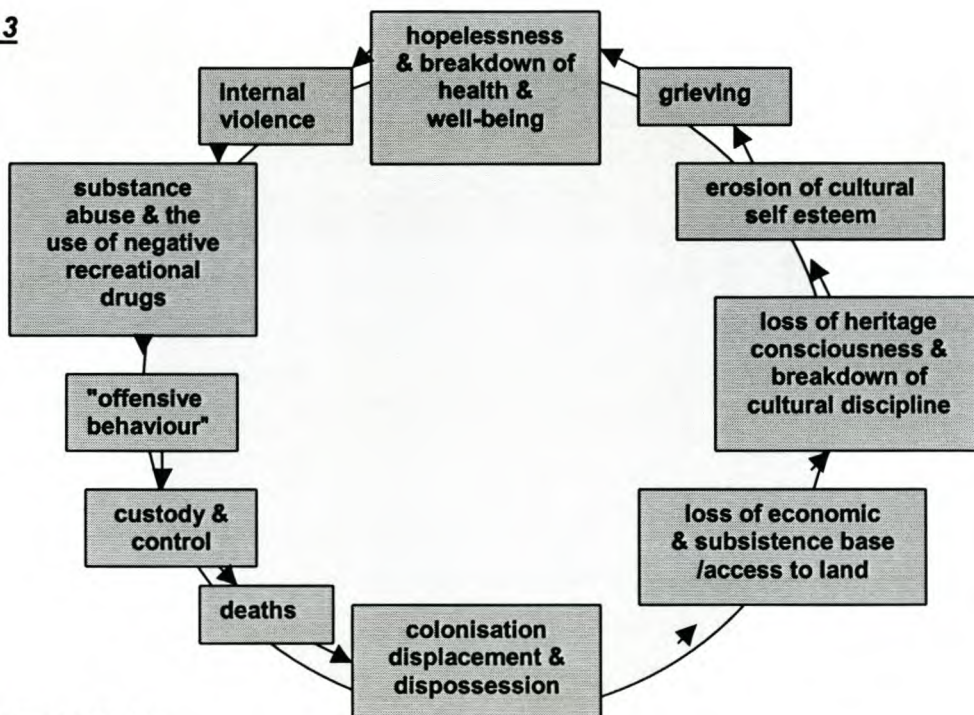 3
hopelessness
& breakdown of
health &
well-being
Internal
violence
grieving
substance
abuse & the
use of negative
recreational
drugs
erosion of cultural
self esteem
loss of heritage
consciousness &
breakdown of
cultural discipline
"offensive
behaviour"
custody &
control
loss of economic
& subsistence base
/access to land
deaths
colonisation
displacement &
dispossession